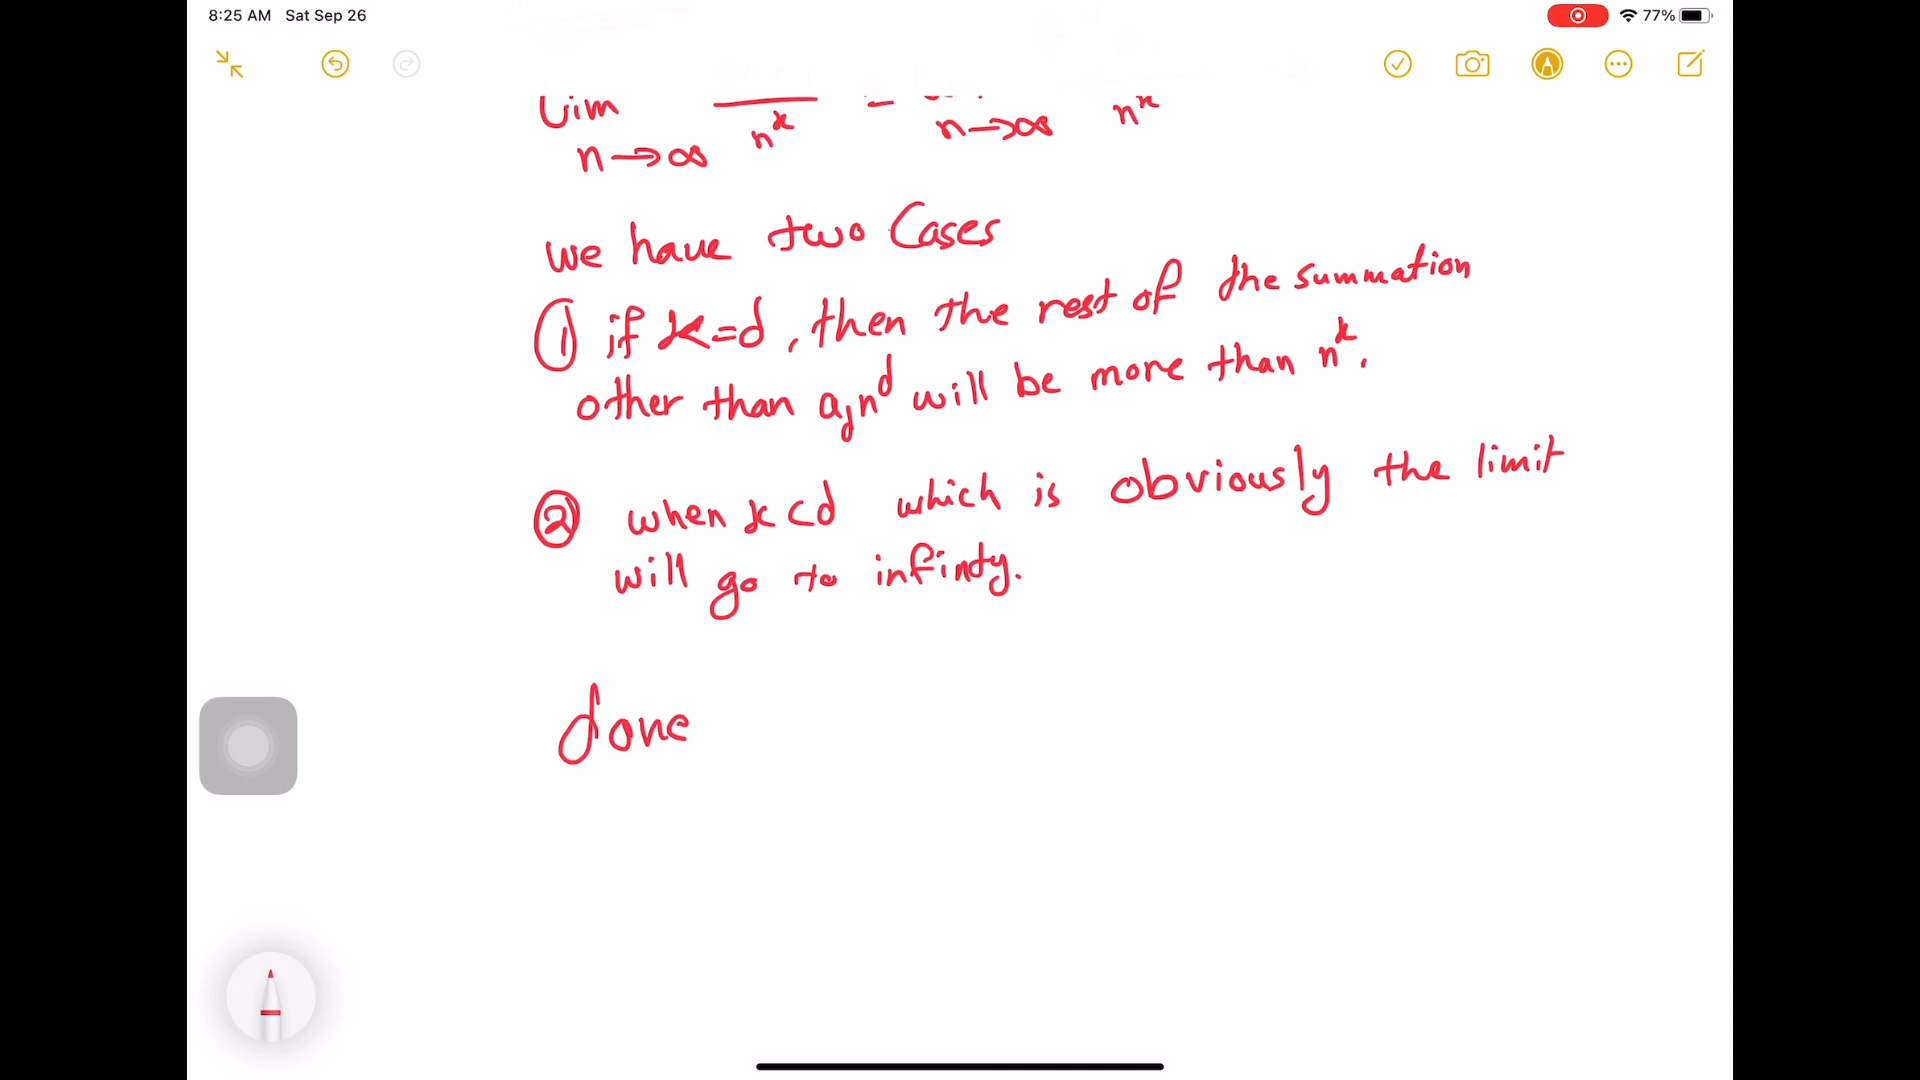 8:25 AM Sat Sep 26 77%
lim n^k = n→∞ n^k
n→∞
we have two Cases
① if k=d, then the rest of the summation
other than a_d n^d will be more than n^k.
② when k<d which is obviously the limit
will go to infinty.
done